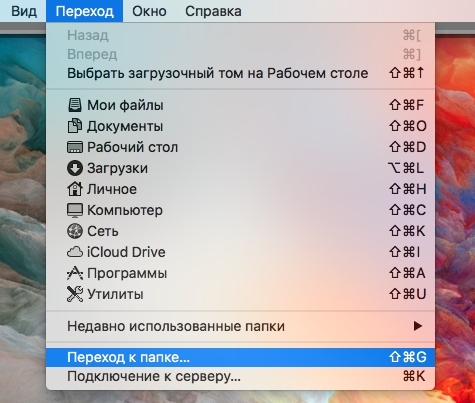 Вид Переход Окно Справка
Назад ⌘[
Вперед ⌘]
Выбрать загрузочный том на Рабочем столе ⇧⌘↑
Мои файлы ⇧⌘F
Документы ⇧⌘O
Рабочий стол ⇧⌘D
Загрузки ⌥⌘L
Личное ⇧⌘H
Компьютер ⇧⌘C
Сеть ⇧⌘K
iCloud Drive ⇧⌘I
Программы ⇧⌘A
Утилиты ⇧⌘U
Недавно использованные папки ▶
Переход к папке... ⇧⌘G
Подключение к серверу... ⌘K